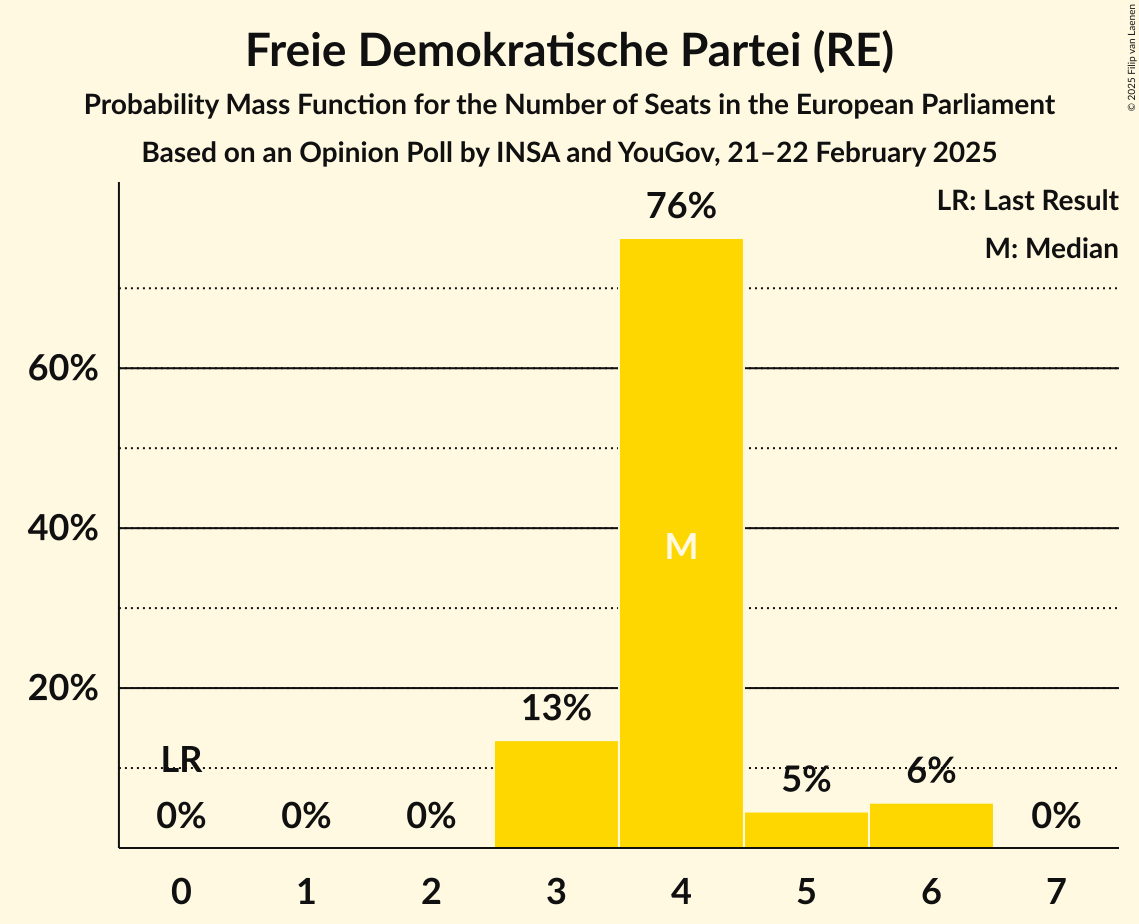 Freie Demokratische Partei (RE)
Probability Mass Function for the Number of Seats in the European Parliament
Based on an Opinion Poll by INSA and YouGov, 21–22 February 2025
© 2025 Filip van Laenen
LR: Last Result
M: Median
76%
60%
40%
M
20%
13%
LR
0%
0%
0%
5%
6%
0%
0
1
2
3
4
5
6
7